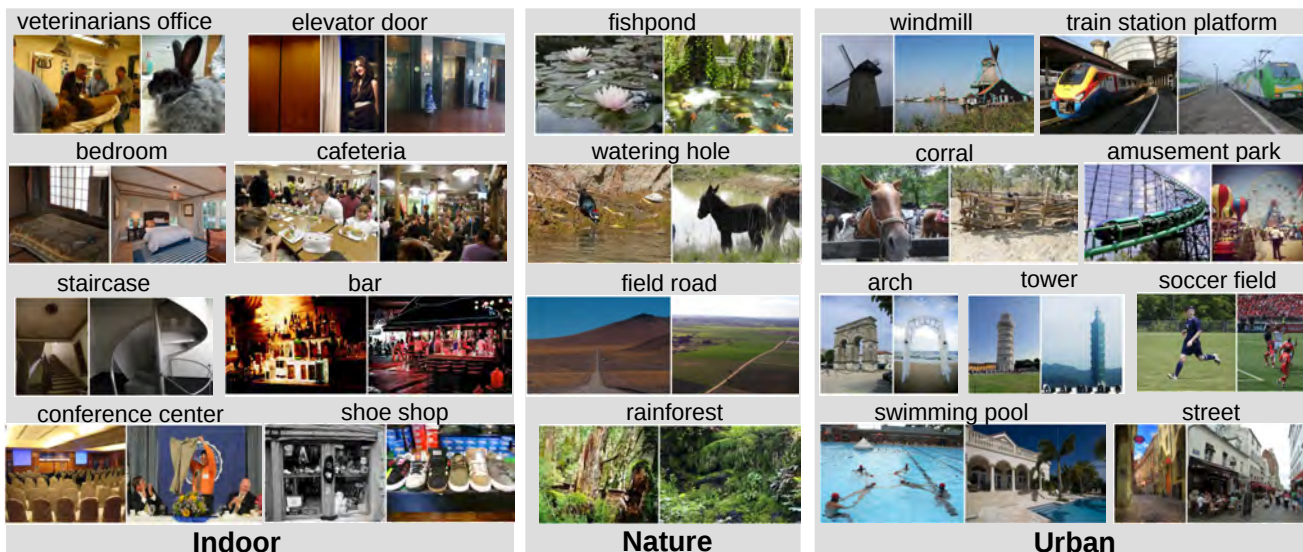 veterinarians office
elevator door
fishpond
windmill
train station platform
bedroom
cafeteria
watering hole
corral
amusement park
staircase
bar
field road
arch
tower
soccer field
conference center
shoe shop
rainforest
swimming pool
street
Indoor
Nature
Urban